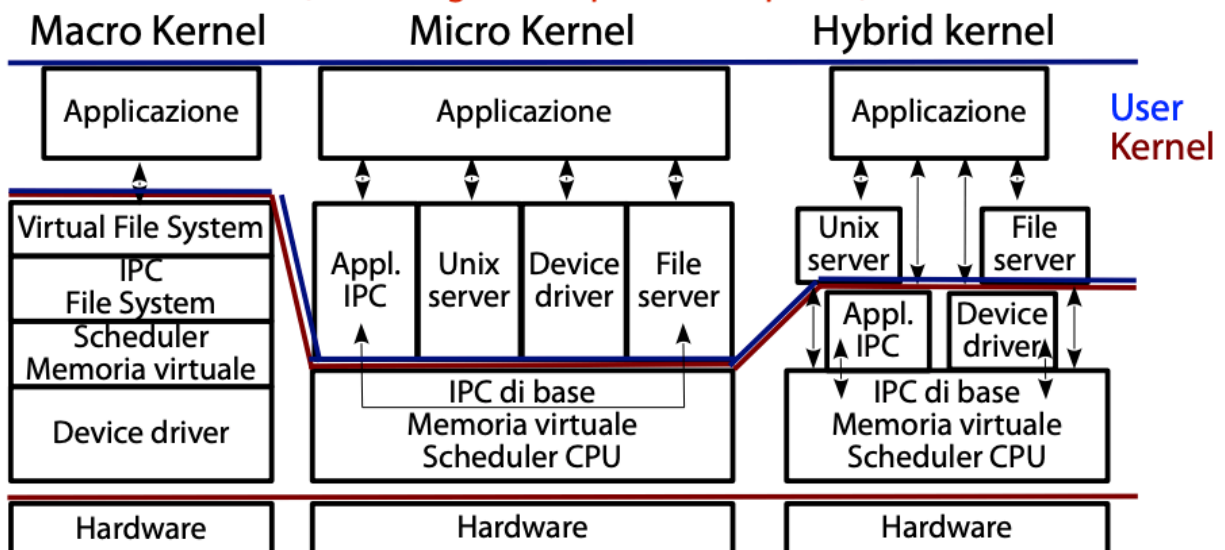 Macro Kernel
Micro Kernel
Hybrid kernel
Applicazione
Applicazione
Applicazione
User
Kernel
Virtual File System
IPC
File System
Scheduler
Memoria virtuale
Device driver
Appl.
IPC
Unix
server
Device
driver
File
server
IPC di base
Memoria virtuale
Scheduler CPU
Unix
server
File
server
Appl.
IPC
Device
driver
IPC di base
Memoria virtuale
Scheduler CPU
Hardware
Hardware
Hardware